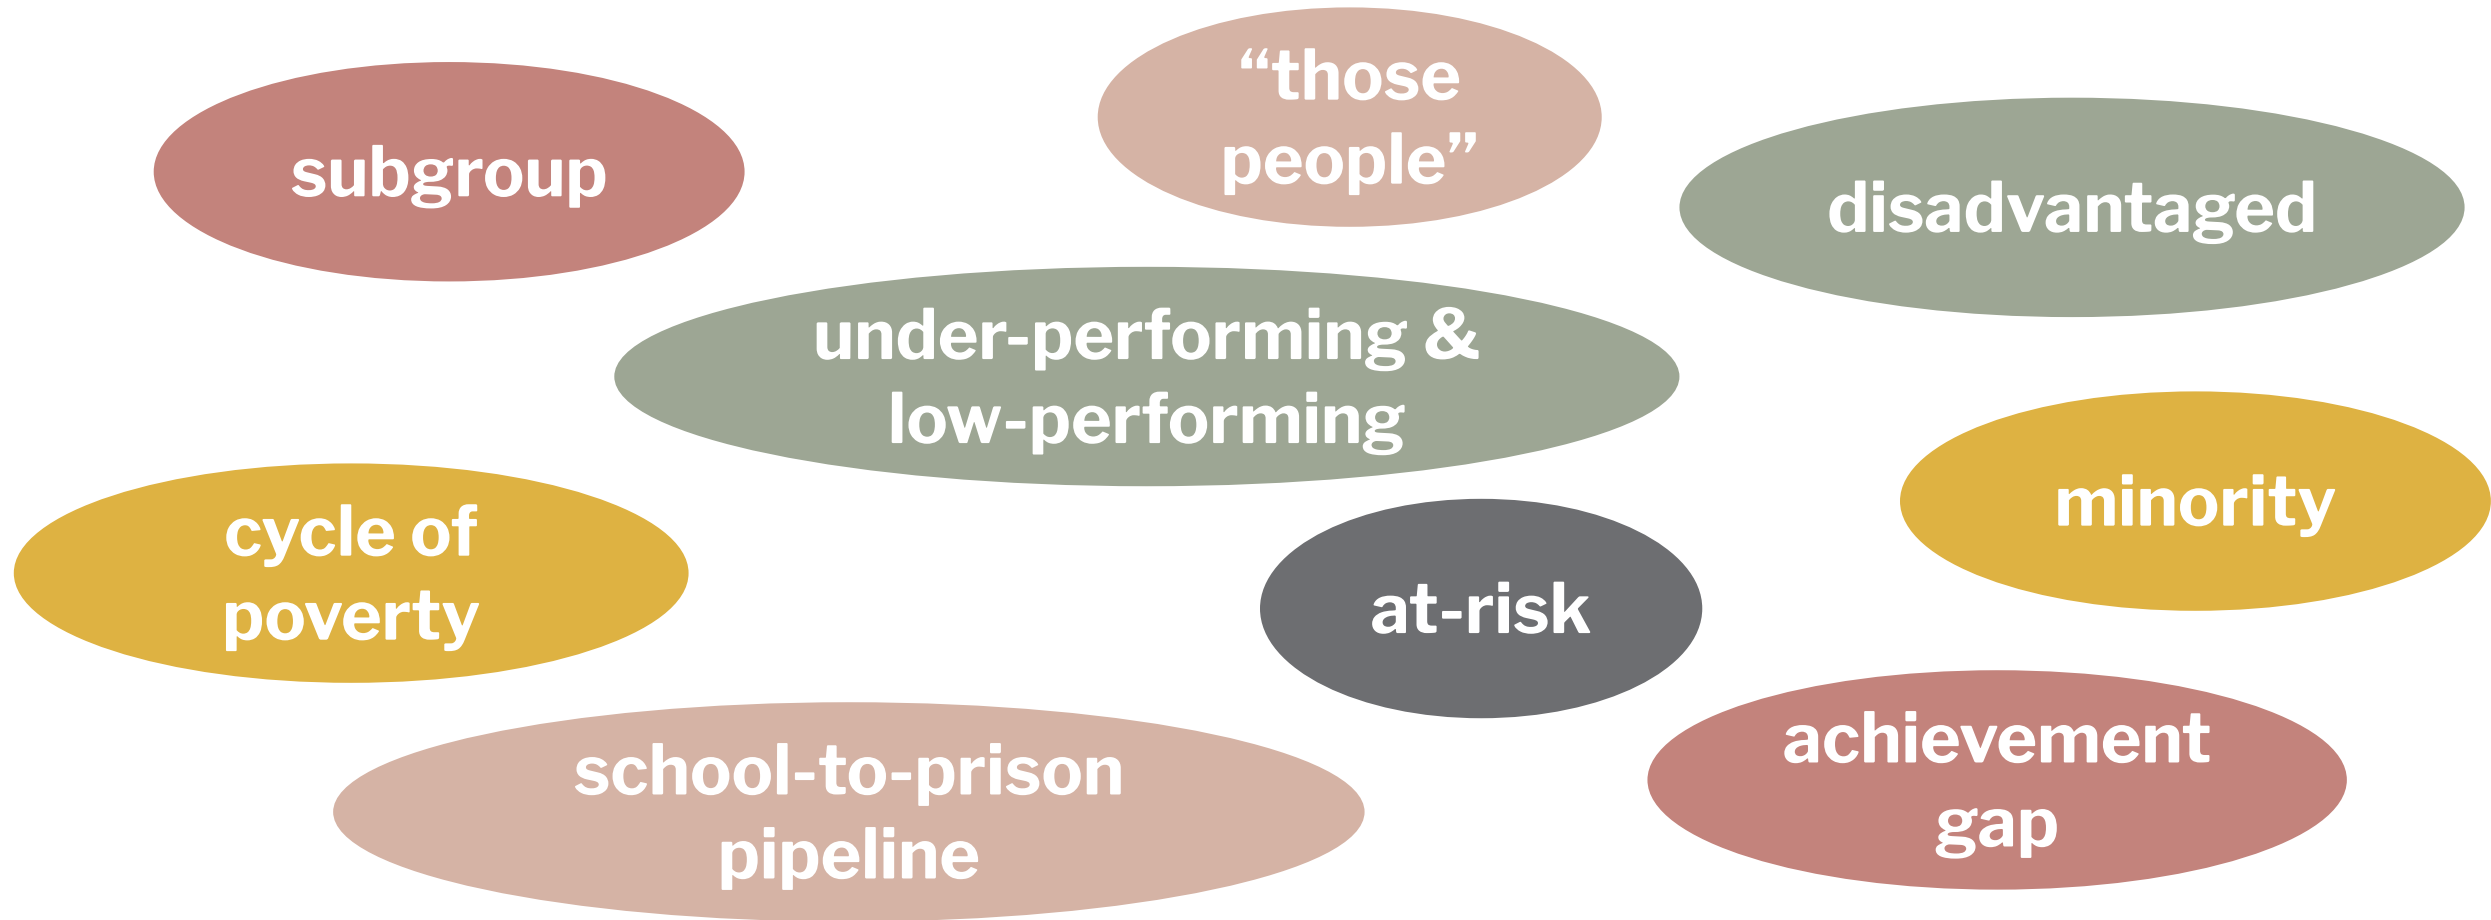 “those
people”
subgroup
disadvantaged
under-performing &
low-performing
minority
cycle of
poverty
at-risk
achievement
gap
school-to-prison
pipeline